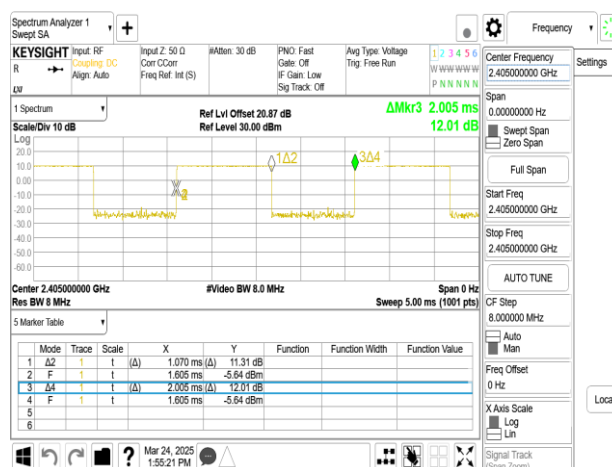 Spectrum Analyzer 1
Swept SA
Frequency
Settings
KEYSIGHT
R
Input: RF
Coupling: DC
Align: Auto
Input Z: 50 Ω
Corr CCorr
Freq Ref: Int (S)
#Atten: 30 dB
PNO: Fast
Gate: Off
IF Gain: Low
Sig Track: Off
Avg Type: Voltage
Trig: Free Run
1 2 3 4 5 6
W W W W W W
P N N N N N
1 Spectrum
Scale/Div 10 dB
Ref Lvl Offset 20.87 dB
Ref Level 30.00 dBm
ΔMkr3 2.005 ms
12.01 dB
Log
20.0
10.0
0.00
-10.0
-20.0
-30.0
-40.0
-50.0
-60.0
1Δ2
3Δ4
Center 2.405000000 GHz
Res BW 8 MHz
#Video BW 8.0 MHz
Span 0 Hz
Sweep 5.00 ms (1001 pts)
5 Marker Table
Mode Trace Scale X Y Function Function Width Function Value
1 Δ2 1 t (Δ) 1.070 ms (Δ) 11.31 dB
2 F 1 t 1.605 ms -5.64 dBm
3 Δ4 1 t (Δ) 2.005 ms (Δ) 12.01 dB
4 F 1 t 1.605 ms -5.64 dBm
5
6
Mar 24, 2025
1:55:21 PM
Center Frequency
2.405000000 GHz
Span
0.00000000 Hz
Swept Span
Zero Span
Full Span
Start Freq
2.405000000 GHz
Stop Freq
2.405000000 GHz
AUTO TUNE
CF Step
8.000000 MHz
Auto
Man
Freq Offset
0 Hz
X Axis Scale
Log
Lin
Signal Track
(Span Zoom)
Loca